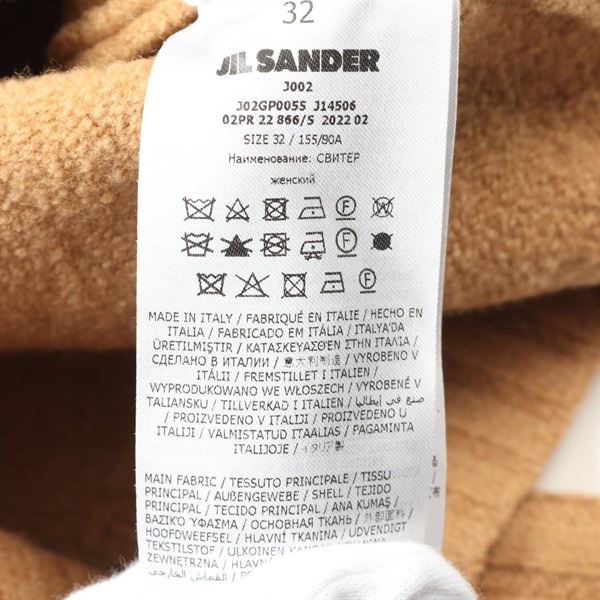 32
JIL SANDER
J002
J02GP0055 J14506
02PR 22 866/5 2022 02
SIZE 32 / 155/80A
Наименование: СВИТЕР
женский
MADE IN ITALY / FABRIQUÉ EN ITALIE / HECHO EN
ITALIA / FABRICADO EM ITÁLIA / ITALYA'DA
ÜRETILMIŞTIR / ΚΑΤΑΣΚΕΥΑΣΘΕΝ ΣΤΗΝ ΙΤΑΛΙΑ /
СДЕЛАНО В ИТАЛИИ / 意大利制造 / VYROBENO V
ITÁLII / FREMSTILLET I ITALIEN /
WYPRODUKOWANO WE WŁOSZECH / VYROBENÉ V
TALIANSKU / TILLVERKAD I ITALIEN / صنع في إيطاليا
/ PROIZVEDENO V ITALIJI / PROIZVEDENO U
ITALIJI / VALMISTATUD ITAALIAS / PAGAMINTA
ITALIJOJE / イタリア製
MAIN FABRIC / TESSUTO PRINCIPALE / TISSU
PRINCIPAL / AUßENGEWEBE / SHELL / TEJIDO
PRINCIPAL / TECIDO PRINCIPAL / ANA KUMAŞ /
ΒΑΣΙΚΟ ΥΦΑΣΜΑ / ОСНОВНАЯ ТКАНЬ / 外部面料 /
HOOFDWEEFSEL / HLAVNÍ TKANINA / UDVENDIGT
TEKSTILSTOF / ULKOINEN KANGAS /
ZEWNĘTRZNA / HLAVNÁ
القماش الخارجي